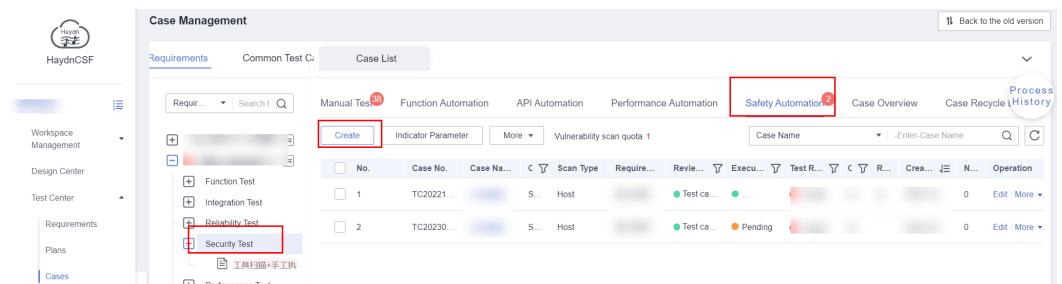 Case Management
Back to the old version
Haydn
HaydnCSF
Requirements
Common Test Ca
Case List
Process
History
Requir...
Search I
Manual Test
38
Function Automation
API Automation
Performance Automation
Safety Automation
2
Case Overview
Case Recycle
Workspace
Management
Create
Indicator Parameter
More
Vulnerability scan quota 1
Case Name
-Enter-Case Name
Design Center
No.
Case No.
Case Na...
C
Scan Type
Require...
Revie...
Execu...
Test R...
C
R...
Crea...
N...
Operation
Function Test
1
TC20221...
S...
Host
Test ca...
...
0
Edit
More
Test Center
Integration Test
Requirements
Reliability Test
2
TC20230...
S...
Host
Test ca...
Pending
0
Edit
More
Security Test
Plans
工具扫描+手工执
Cases
Performance Test